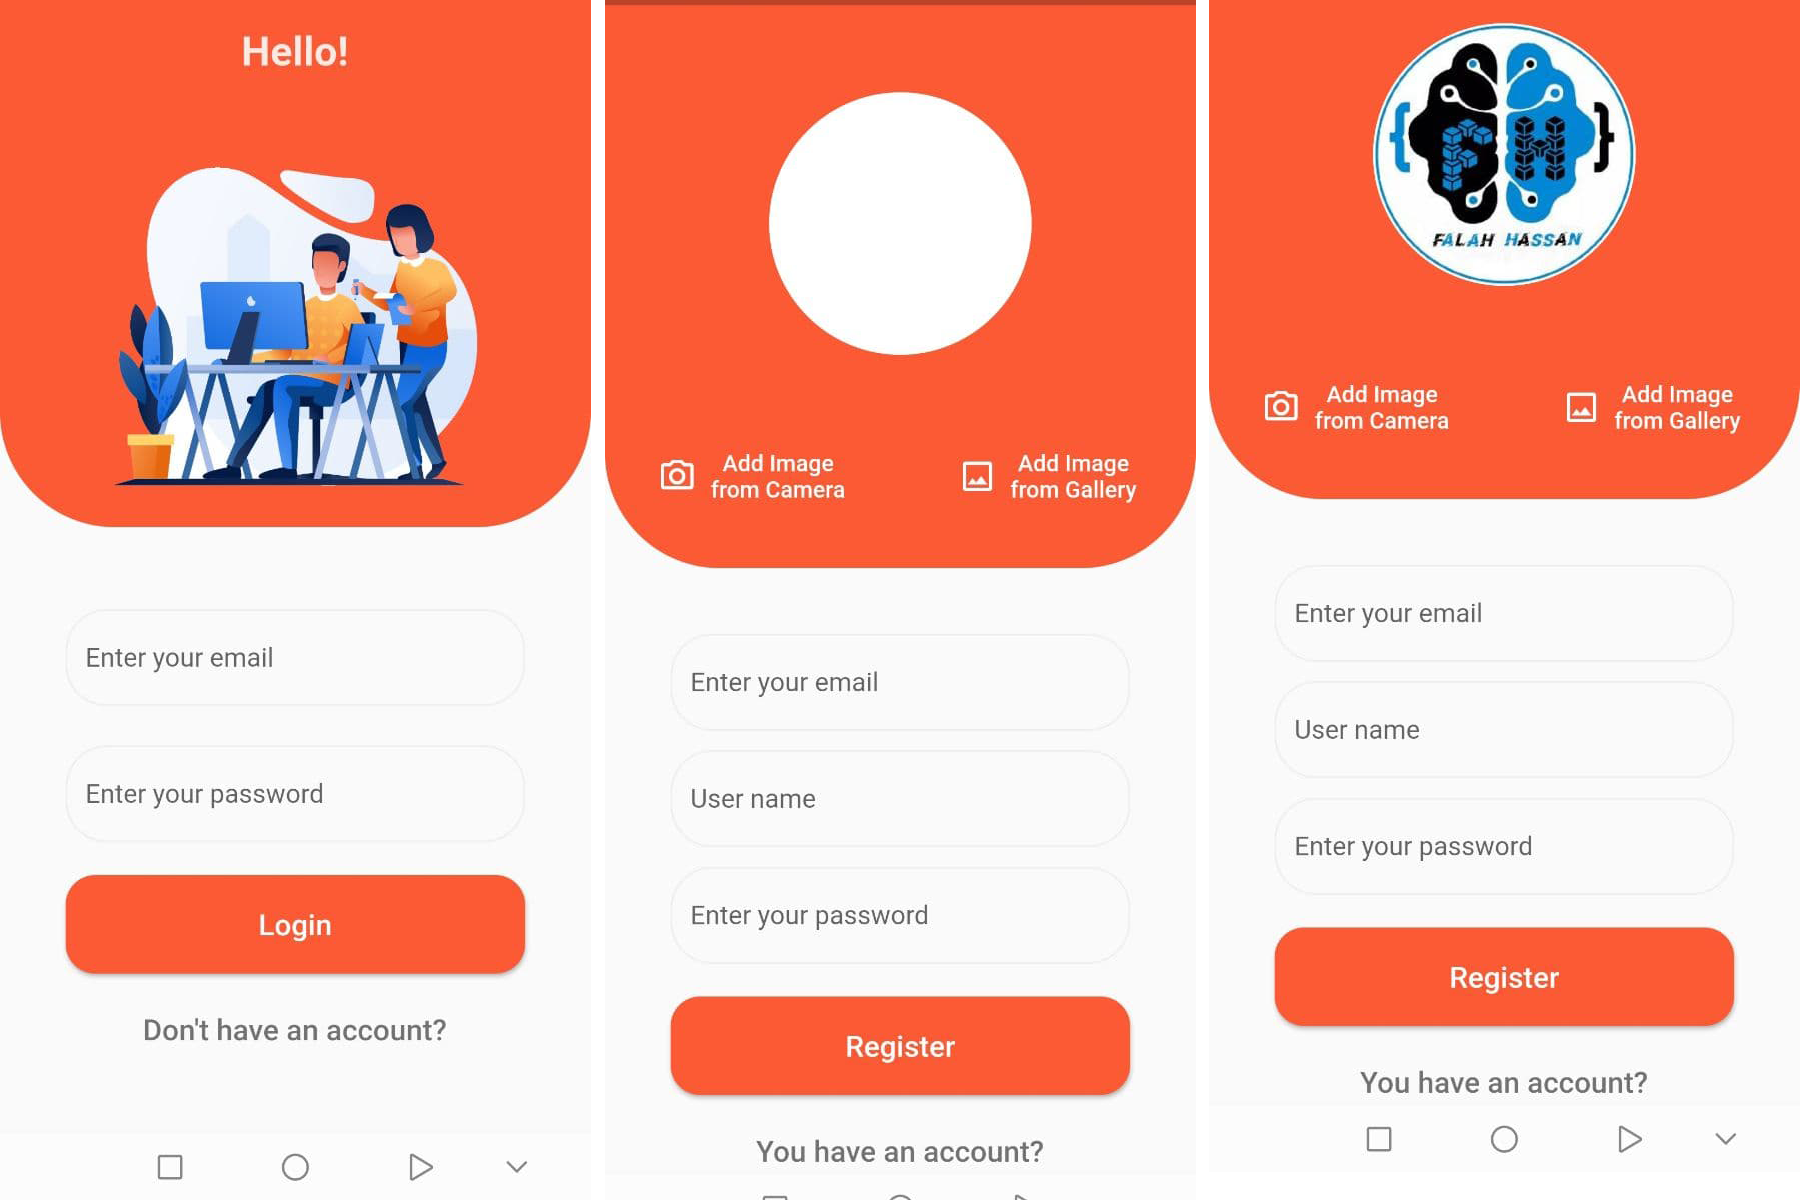 Hello!
Enter your email
Enter your password
Login
Don't have an account?
Add Image
from Camera
Add Image
from Gallery
Enter your email
User name
Enter your password
Register
You have an account?
FH
FALAH HASSAN
Add Image
from Camera
Add Image
from Gallery
Enter your email
User name
Enter your password
Register
You have an account?